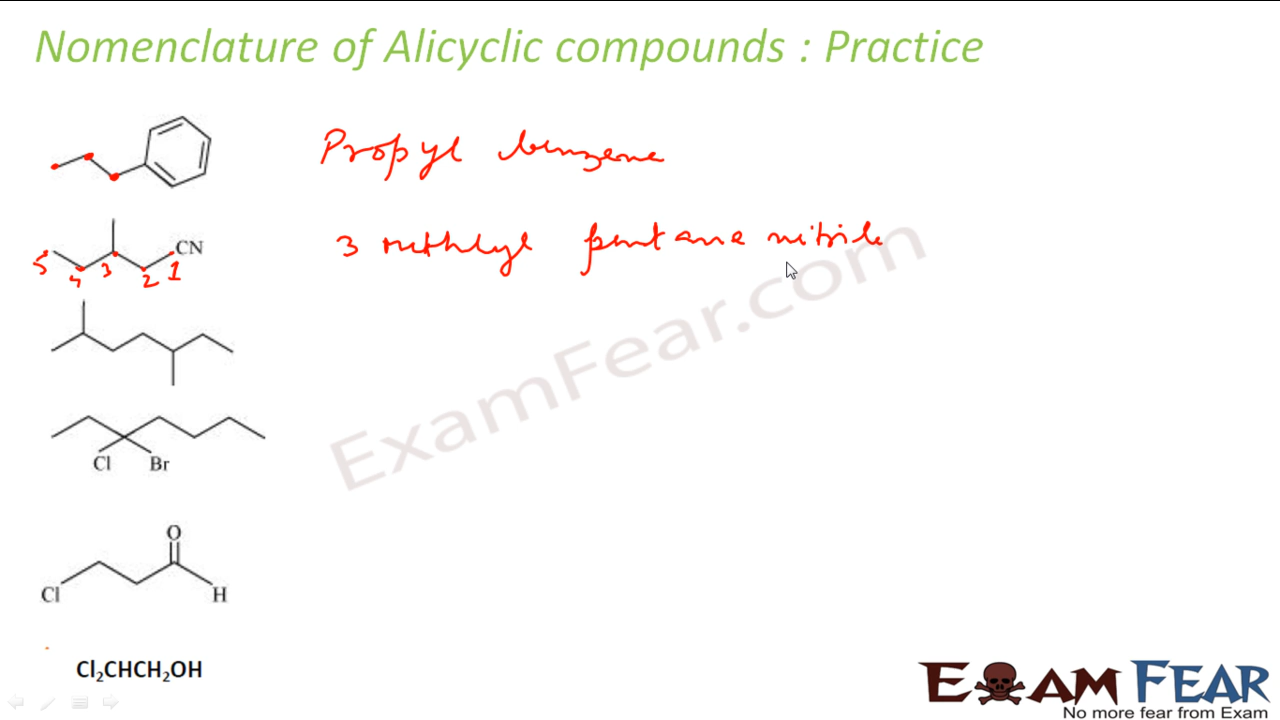 Nomenclature of Alicyclic compounds : Practice
Propyl benzene
5 4 3 2 1 CN
3 methyl pentane nitrile
Cl Br
O
Cl H
Cl₂CHCH₂OH
ExamFear.com
EXAM FEAR
No more fear from Exam